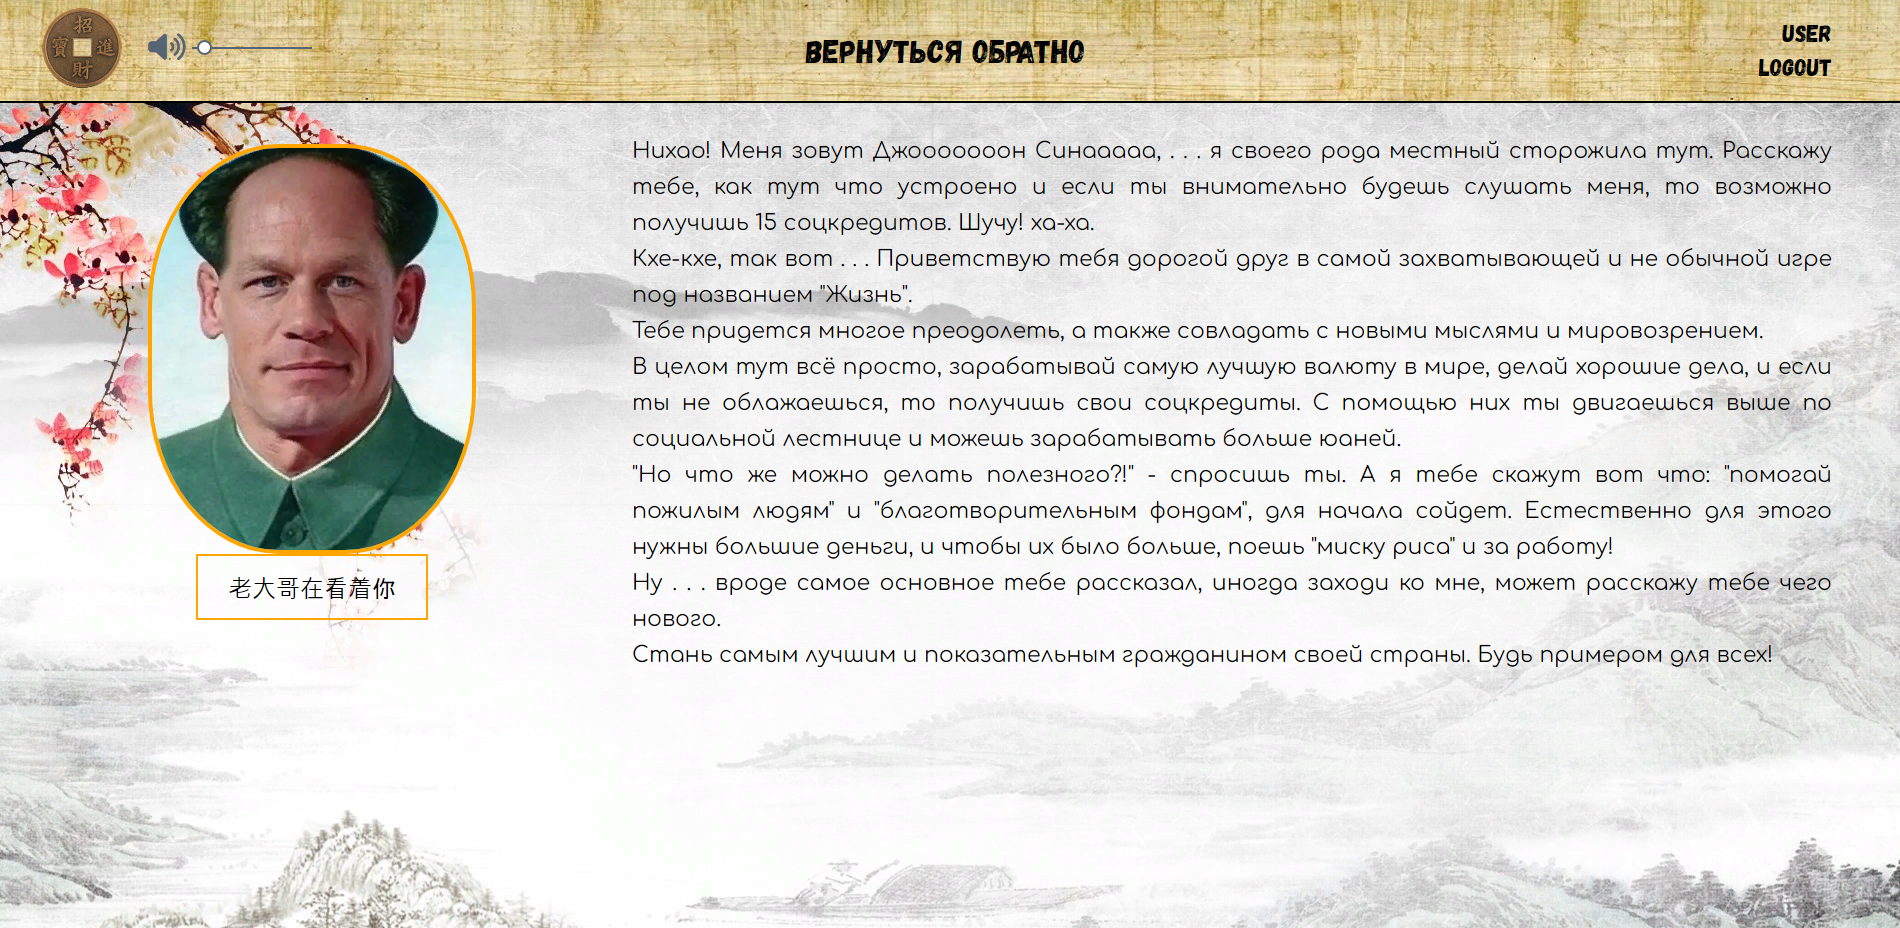 招
寶 進
財
ВЕРНУТЬСЯ ОБРАТНО
USER
LOGOUT
Нихао! Меня зовут Джооооооон Синааааа, . . . я своего рода местный сторожила тут. Расскажу
тебе, как тут что устроено и если ты внимательно будешь слушать меня, то возможно
получишь 15 соцкредитов. Шучу! ха-ха.
Кхе-кхе, так вот . . . Приветствую тебя дорогой друг в самой захватывающей и не обычной игре
под названием "Жизнь".
Тебе придется многое преодолеть, а также совладать с новыми мыслями и мировозрением.
В целом тут всё просто, зарабатывай самую лучшую валюту в мире, делай хорошие дела, и если
ты не облажаешься, то получишь свои соцкредиты. С помощью них ты двигаешься выше по
социальной лестнице и можешь зарабатывать больше юаней.
"Но что же можно делать полезного?!" - спросишь ты. А я тебе скажут вот что: "помогай
пожилым людям" и "благотворительным фондам", для начала сойдет. Естественно для этого
нужны большие деньги, и чтобы их было больше, поешь "миску риса" и за работу!
Ну . . . вроде самое основное тебе рассказал, иногда заходи ко мне, может расскажу тебе чего
нового.
Стань самым лучшим и показательным гражданином своей страны. Будь примером для всех!
老大哥在看着你